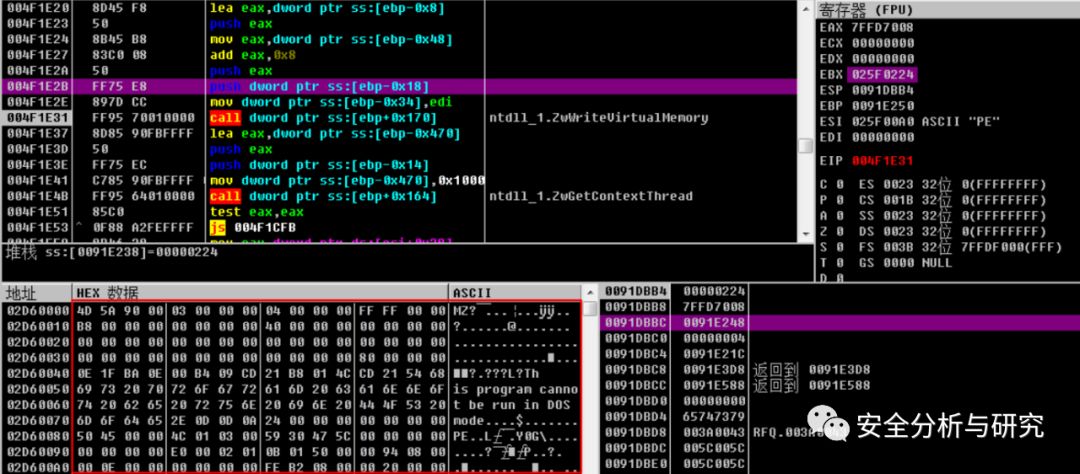 004F1E20 8D45 F8 lea eax,dword ptr ss:[ebp-0x8]
004F1E23 50 push eax
004F1E24 8B45 B8 mov eax,dword ptr ss:[ebp-0x48]
004F1E27 83C0 08 add eax,0x8
004F1E2A 50 push eax
004F1E2B FF75 E8 push dword ptr ss:[ebp-0x18]
004F1E2E 897D CC mov dword ptr ss:[ebp-0x34],edi
004F1E31 FF95 70010000 call dword ptr ss:[ebp+0x170] ntdll_1.ZwWriteVirtualMemory
004F1E37 8D85 90FBFFFF lea eax,dword ptr ss:[ebp-0x470]
004F1E3D 50 push eax
004F1E3E FF75 EC push dword ptr ss:[ebp-0x14]
004F1E41 C785 90FBFFFF mov dword ptr ss:[ebp-0x470],0x1000
004F1E4B FF95 64010000 call dword ptr ss:[ebp+0x164] ntdll_1.ZwGetContextThread
004F1E51 85C0 test eax,eax
004F1E53 ^ 0F88 A2FEFFFF js 004F1CFB
堆栈 ss:[0091E238]=00000224
寄存器 (FPU)
EAX 7FFD7008
ECX 00000000
EDX 00000000
EBX 025F0224
ESP 0091DBB4
EBP 0091E250
ESI 025F00A0 ASCII "PE"
EDI 00000000
EIP 004F1E31
C 0 ES 0023 32位 0(FFFFFFFF)
P 0 CS 001B 32位 0(FFFFFFFF)
A 0 SS 0023 32位 0(FFFFFFFF)
Z 0 DS 0023 32位 0(FFFFFFFF)
S 0 FS 003B 32位 7FFDF000(FFF)
T 0 GS 0000 NULL
D 0
地址 HEX 数据 ASCII
02D60000 4D 5A 90 00 03 00 00 00 04 00 00 00 FF FF 00 00 MZ?
02D60010 B8 00 00 00 00 00 00 00 40 00 00 00 00 00 00 00 ?.......@.......
02D60020 00 00 00 00 00 00 00 00 00 00 00 00 00 00 00 00 ................
02D60030 00 00 00 00 00 00 00 00 00 00 00 00 80 00 00 00
02D60040 0E 1F BA 0E 00 B4 09 CD 21 B8 01 4C CD 21 54 68 ?.???L?Th
02D60050 69 73 20 70 72 6F 67 72 61 6D 20 63 61 6E 6E 6F is program canno
02D60060 74 20 62 65 20 72 75 6E 20 69 6E 20 44 4F 53 20 t be run in DOS
02D60070 6D 6F 64 65 2E 0D 0D 0A 24 00 00 00 00 00 00 00 mode....$.......
02D60080 50 45 00 00 4C 01 03 00 59 30 47 5C 00 00 00 00
02D60090 00 00 00 00 E0 00 02 01 0B 01 50 00 00 94 08 00
02D600A0 00 0E 00 00 00 00 00 00 FE B2 08 00 00 20 00 00
0091DBB4 00000224
0091DBB8 7FFD7008
0091DBBC 0091E248
0091DBC0 00000004
0091DBC4 0091E21C
0091DBC8 0091E3D8 返回到 0091E3D8
0091DBCC 0091E588 返回到 0091E588
0091DBD0 00000000
0091DBD4 65747379
0091DBD8 003A0043 RFQ.003A
0091DBDC 005C005C
0091DBE0 005C005C
安全分析与研究